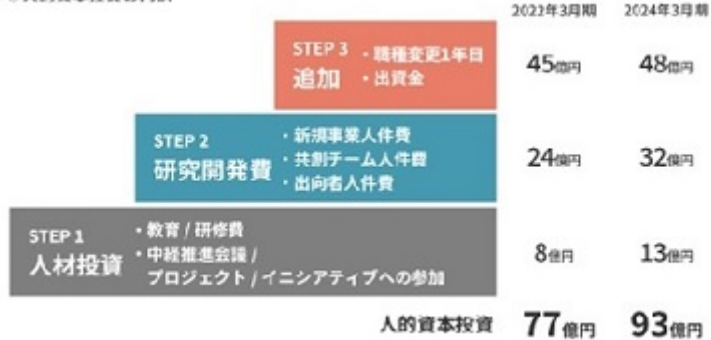 2022年3月期 2024年3月期
STEP 3
追加
・職種変更1年目
・出資金
45億円 48億円
STEP 2
研究開発費
・新規事業人件費
・共創チーム人件費
・出向者人件費
24億円 32億円
STEP 1
人材投資
・教育 / 研修費
・中経推進会議 /
プロジェクト / イニシアティブへの参加
8億円 13億円
人的資本投資 77億円 93億円